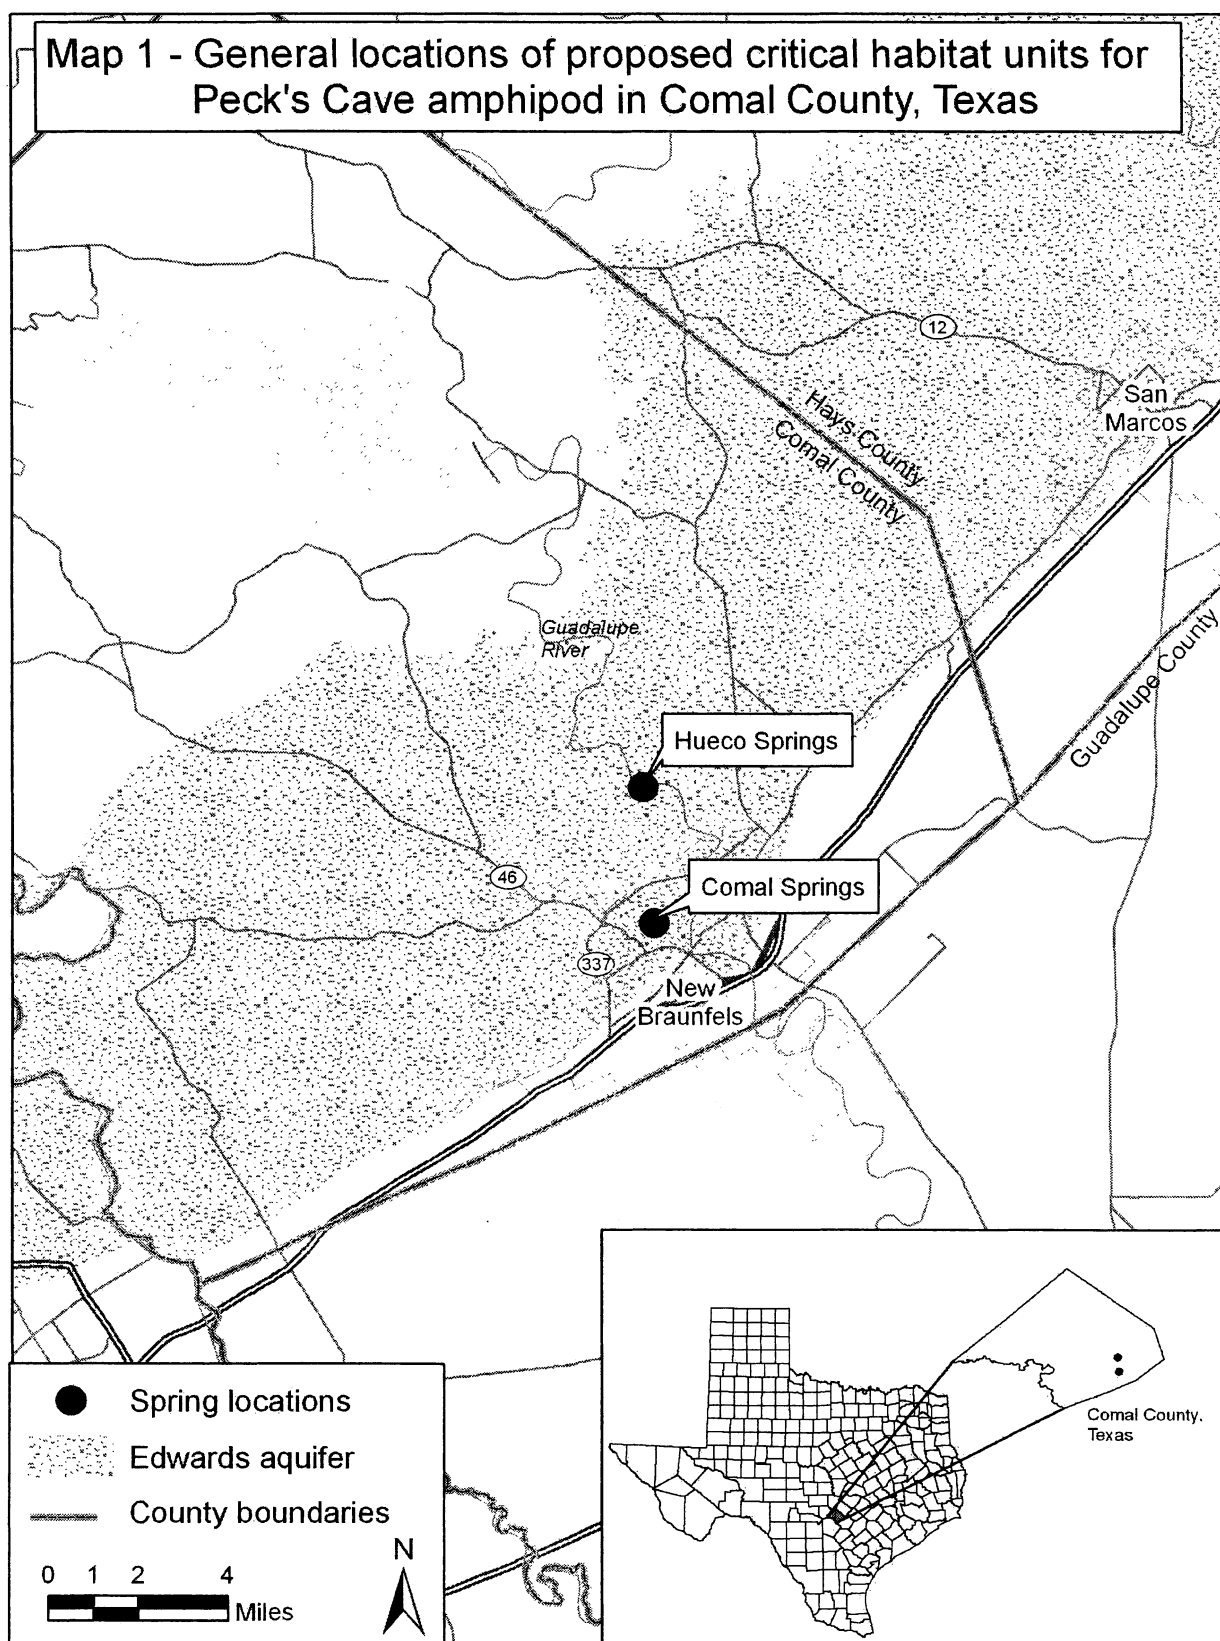 Map 1 - General locations of proposed critical habitat units for
Peck's Cave amphipod in Comal County, Texas
12
San
Marcos
Hays County
Comal County
Guadalupe
River
Guadalupe County
Hueco Springs
46
Comal Springs
337
New
Braunfels
Spring locations
Edwards aquifer
County boundaries
N
0 1 2 4
Miles
Comal County,
Texas